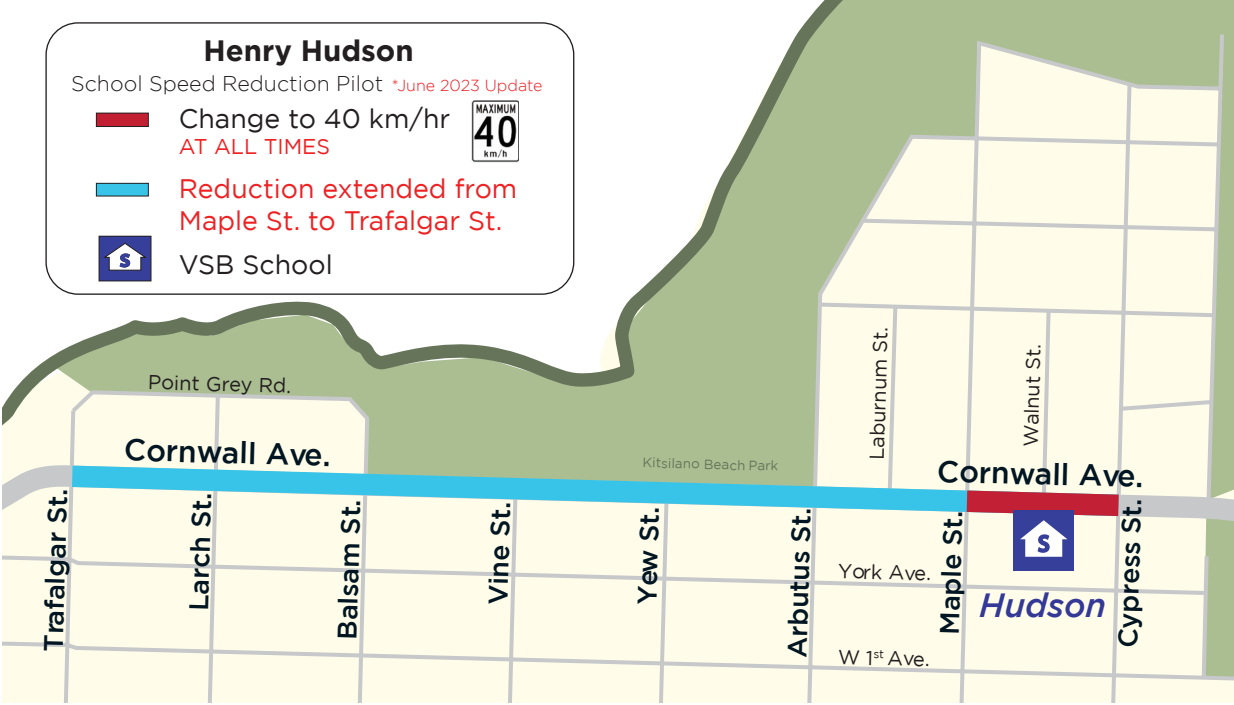 Henry Hudson
School Speed Reduction Pilot *June 2023 Update
Change to 40 km/hr
AT ALL TIMES
MAXIMUM
40
km/h
Reduction extended from
Maple St. to Trafalgar St.
S
VSB School
Point Grey Rd.
Cornwall Ave.
Kitsilano Beach Park
Laburnum St.
Walnut St.
Cornwall Ave.
Trafalgar St.
Larch St.
Balsam St.
Vine St.
Yew St.
Arbutus St.
Maple St.
Cypress St.
S
Hudson
York Ave.
W 1st Ave.